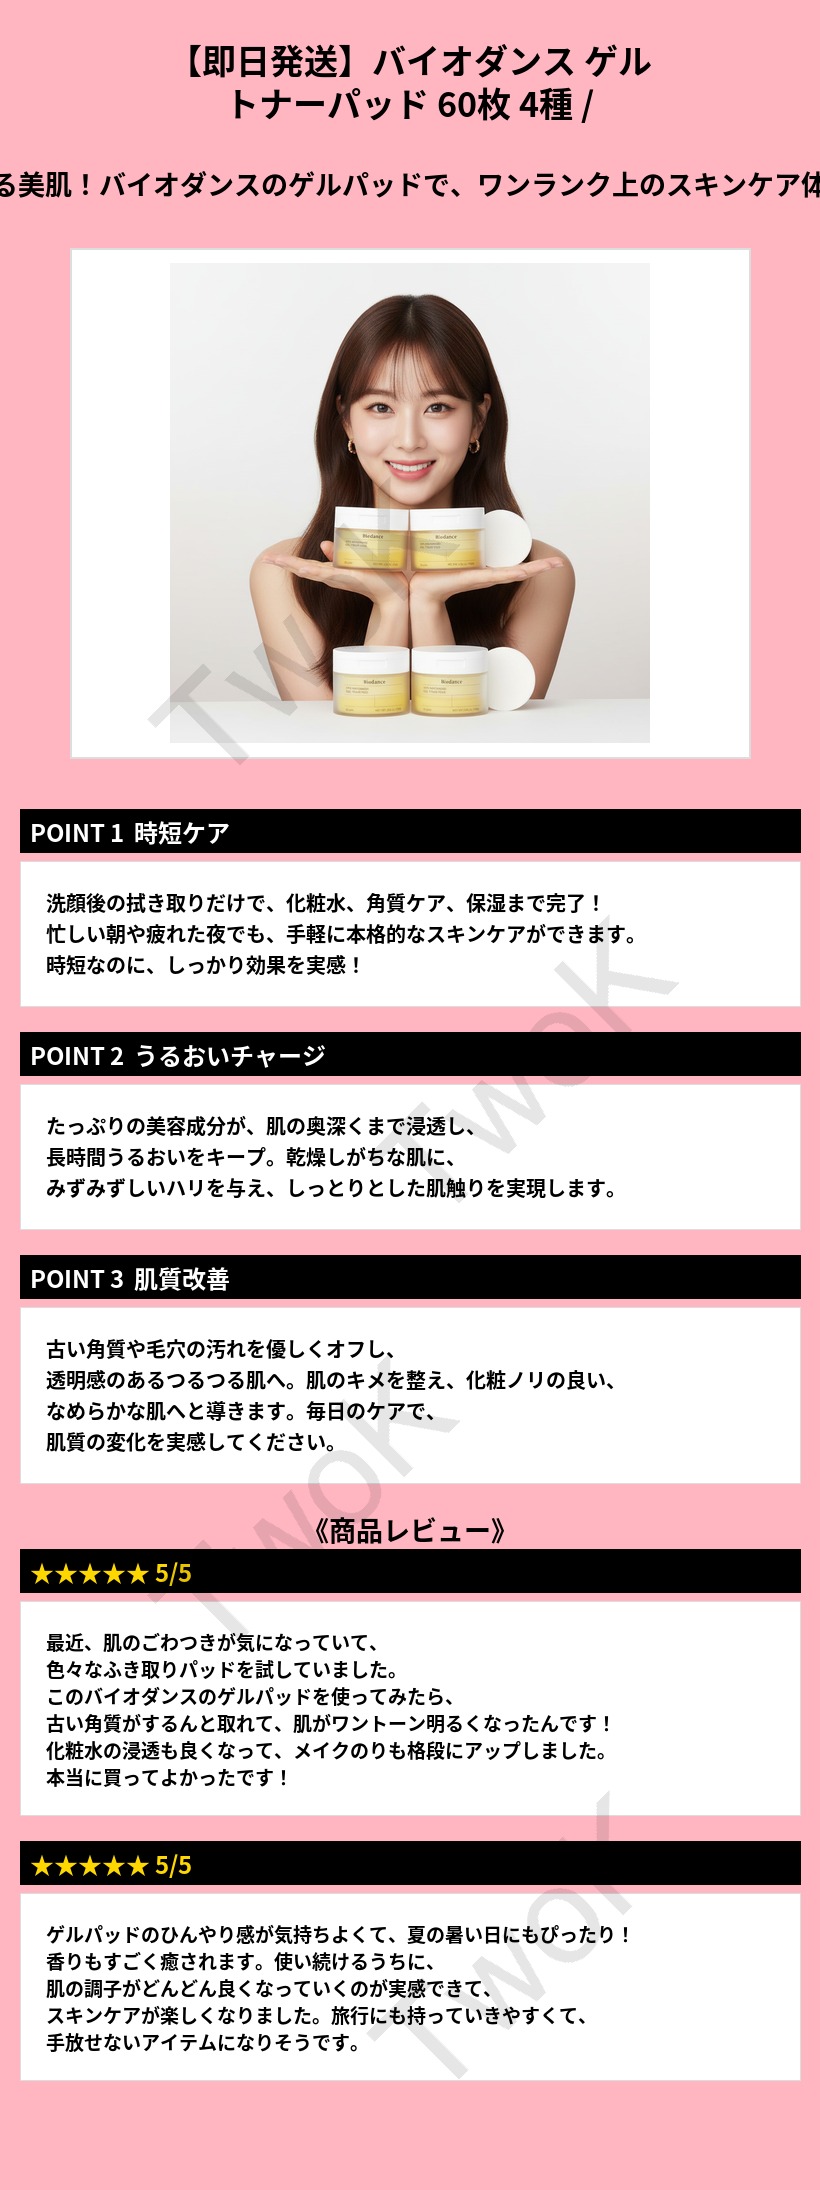 【即日発送】バイオダンス ゲル
トナーパッド 60枚 4種 /
る美肌！バイオダンスのゲルパッドで、ワンランク上のスキンケア体
Biodance
Biodance
Biodance
Biodance
TwoK
POINT 1 時短ケア
洗顔後の拭き取りだけで、化粧水、角質ケア、保湿まで完了！
忙しい朝や疲れた夜でも、手軽に本格的なスキンケアができます。
時短なのに、しっかり効果を実感！
TwoK
POINT 2 うるおいチャージ
たっぷりの美容成分が、肌の奥深くまで浸透し、
長時間うるおいをキープ。乾燥しがちな肌に、
みずみずしいハリを与え、しっとりとした肌触りを実現します。
POINT 3 肌質改善
古い角質や毛穴の汚れを優しくオフし、
透明感のあるつるつる肌へ。肌のキメを整え、化粧ノリの良い、
なめらかな肌へと導きます。毎日のケアで、
肌質の変化を実感してください。
TwoK
《商品レビュー》
★★★★★ 5/5
最近、肌のごわつきが気になっていて、
色々なふき取りパッドを試していました。
このバイオダンスのゲルパッドを使ってみたら、
古い角質がするんと取れて、肌がワントーン明るくなったんです！
化粧水の浸透も良くなって、メイクのりも格段にアップしました。
本当に買ってよかったです！
★★★★★ 5/5
ゲルパッドのひんやり感が気持ちよくて、夏の暑い日にもぴったり！
香りもすごく癒されます。使い続けるうちに、
肌の調子がどんどん良くなっていくのが実感できて、
スキンケアが楽しくなりました。旅行にも持っていきやすくて、
手放せないアイテムになりそうです。
TwoK